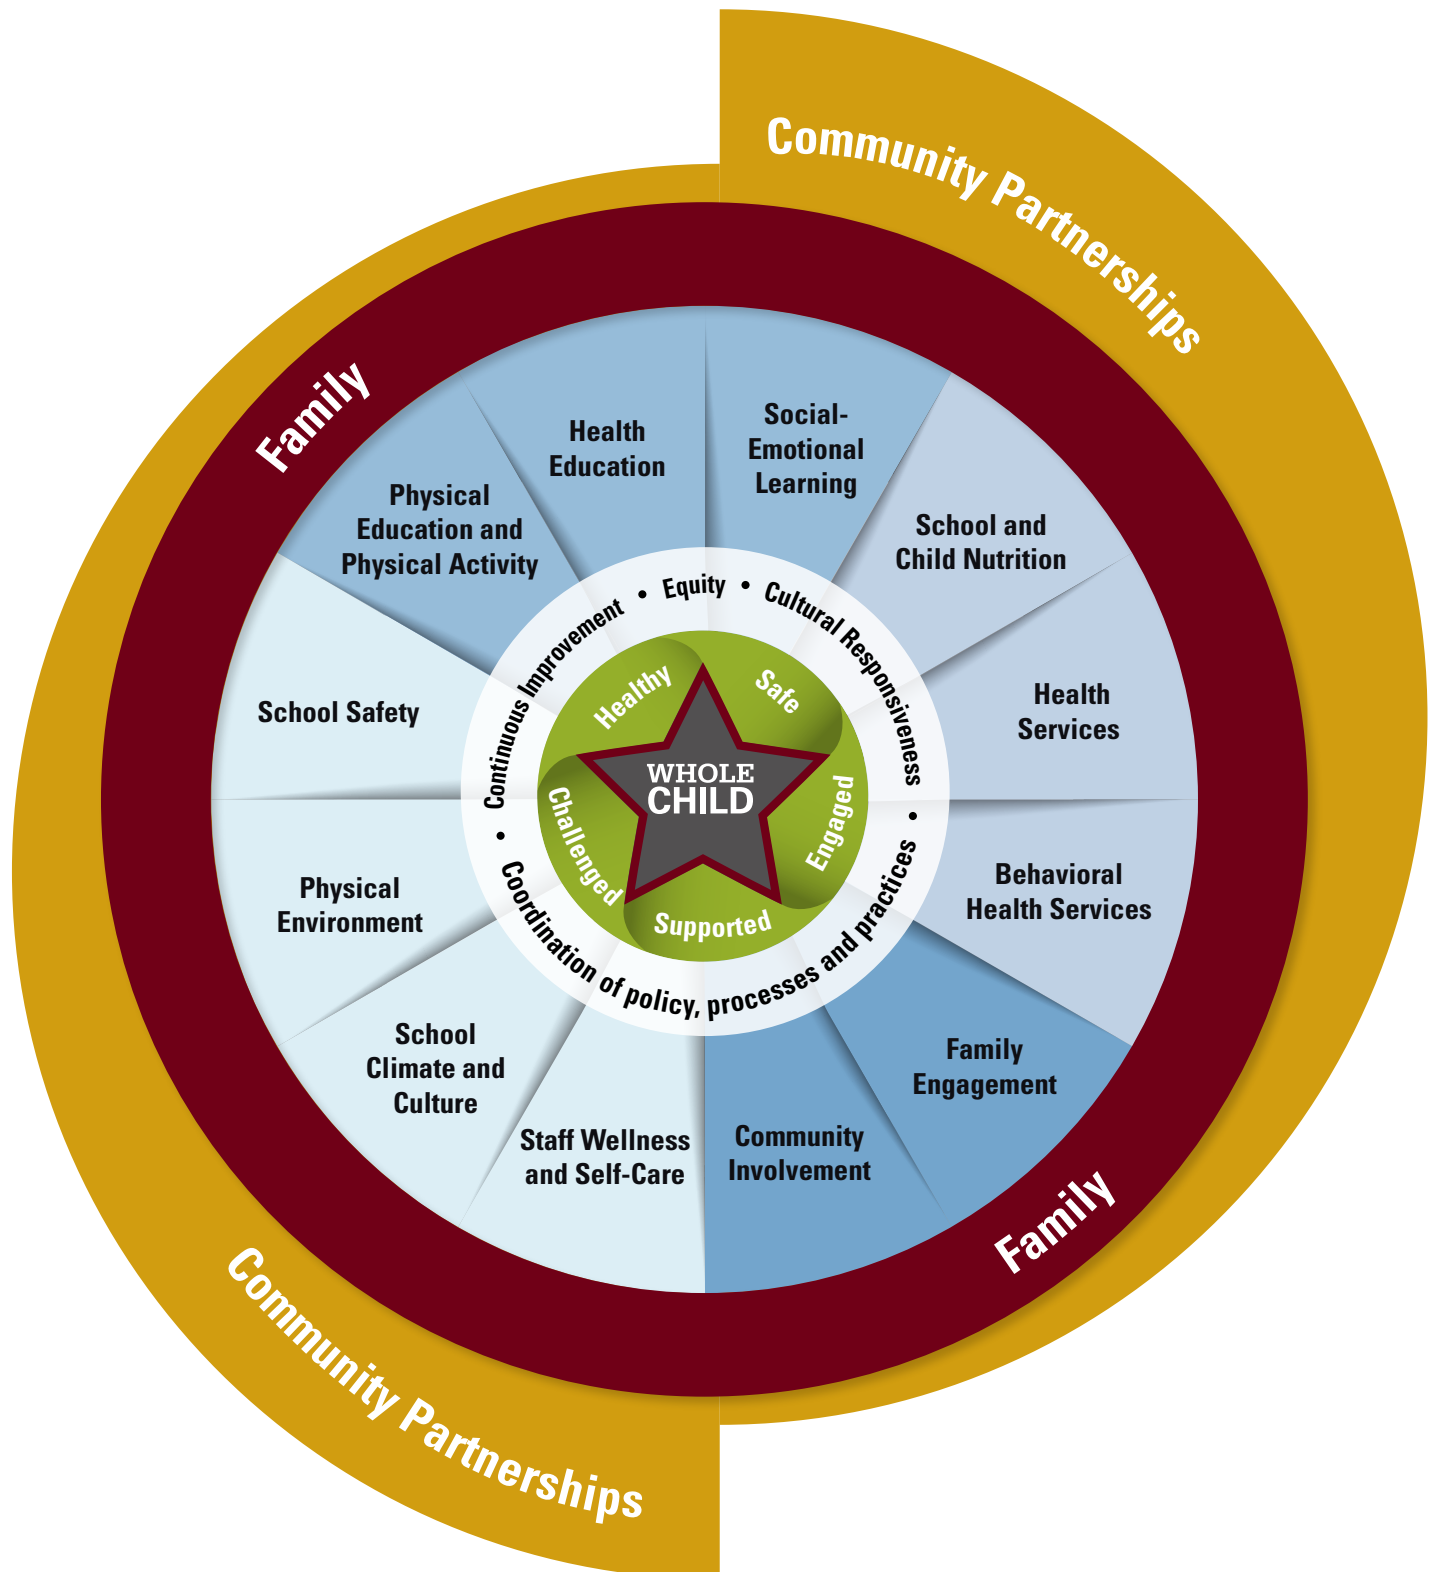 Community Partnerships
Family
Social-
Emotional
Learning
Health
Education
Physical
Education and
Physical Activity
School and
Child Nutrition
Health
Services
Behavioral
Health Services
Family
Engagement
Community
Involvement
Staff Wellness
and Self-Care
School
Climate and
Culture
Physical
Environment
School Safety
Continuous Improvement • Equity • Cultural Responsiveness •
Coordination of policy, processes and practices •
Healthy
Safe
Engaged
Supported
Challenged
WHOLE
CHILD
Family
Community Partnerships